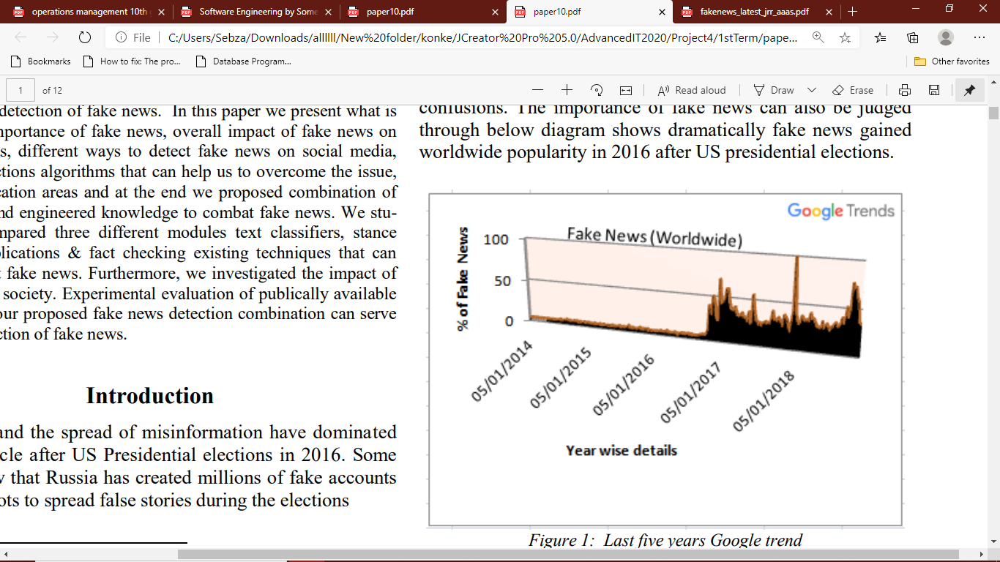 operations management 10th
Software Engineering by Some
paper10.pdf
paper10.pdf
fakenews_latest_jrr_aaas.pdf
File
C:/Users/Sebza/Downloads/allllll/New%20folder/konke/JCreator%20Pro%205.0/AdvancedIT2020/Project4/1stTerm/pape...
Bookmarks
How to fix: The pro...
Database Program...
Other favorites
1
of 12
Read aloud
Draw
Erase
detection of fake news. In this paper we present what is
mportance of fake news, overall impact of fake news on
s, different ways to detect fake news on social media,
ctions algorithms that can help us to overcome the issue,
cation areas and at the end we proposed combination of
nd engineered knowledge to combat fake news. We stu-
mpared three different modules text classifiers, stance
plications & fact checking existing techniques that can
t fake news. Furthermore, we investigated the impact of
society. Experimental evaluation of publically available
our proposed fake news detection combination can serve
ction of fake news.
Introduction
and the spread of misinformation have dominated
cle after US Presidential elections in 2016. Some
w that Russia has created millions of fake accounts
ots to spread false stories during the elections
confusions. The importance of fake news can also be judged
through below diagram shows dramatically fake news gained
worldwide popularity in 2016 after US presidential elections.
Google Trends
Fake News (Worldwide)
% of Fake News
100
50
0
05/01/2014
05/01/2015
05/01/2016
05/01/2017
05/01/2018
Year wise details
Figure 1: Last five years Google trend